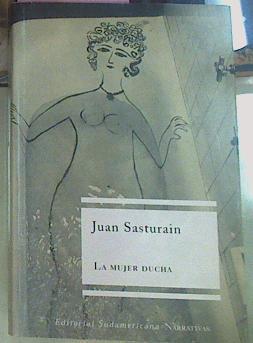 Juan Sasturain
LA MUJER DUCHA
Editorial Sudamericana NARRATIVAS